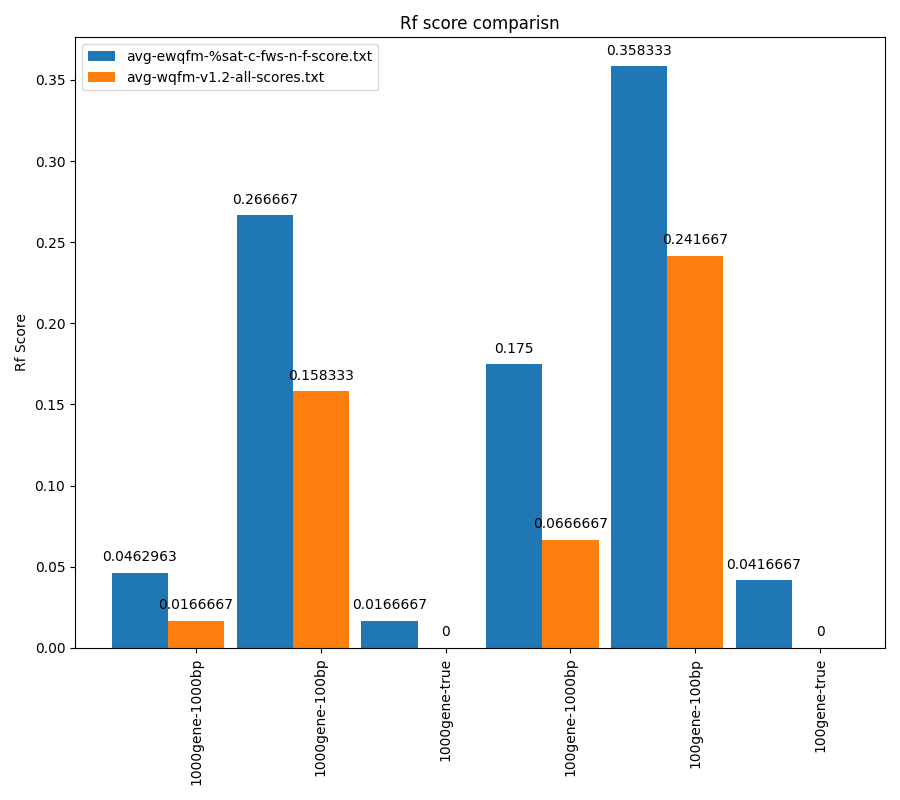 Rf score comparisn
avg-ewqfm-%sat-c-fws-n-f-score.txt
avg-wqfm-v1.2-all-scores.txt
Rf Score
0.35
0.30
0.25
0.20
0.15
0.10
0.05
0.00
0.0462963
0.0166667
0.266667
0.158333
0.0166667
0
0.175
0.0666667
0.358333
0.241667
0.0416667
0
1000gene-1000bp
1000gene-100bp
1000gene-true
100gene-1000bp
100gene-100bp
100gene-true